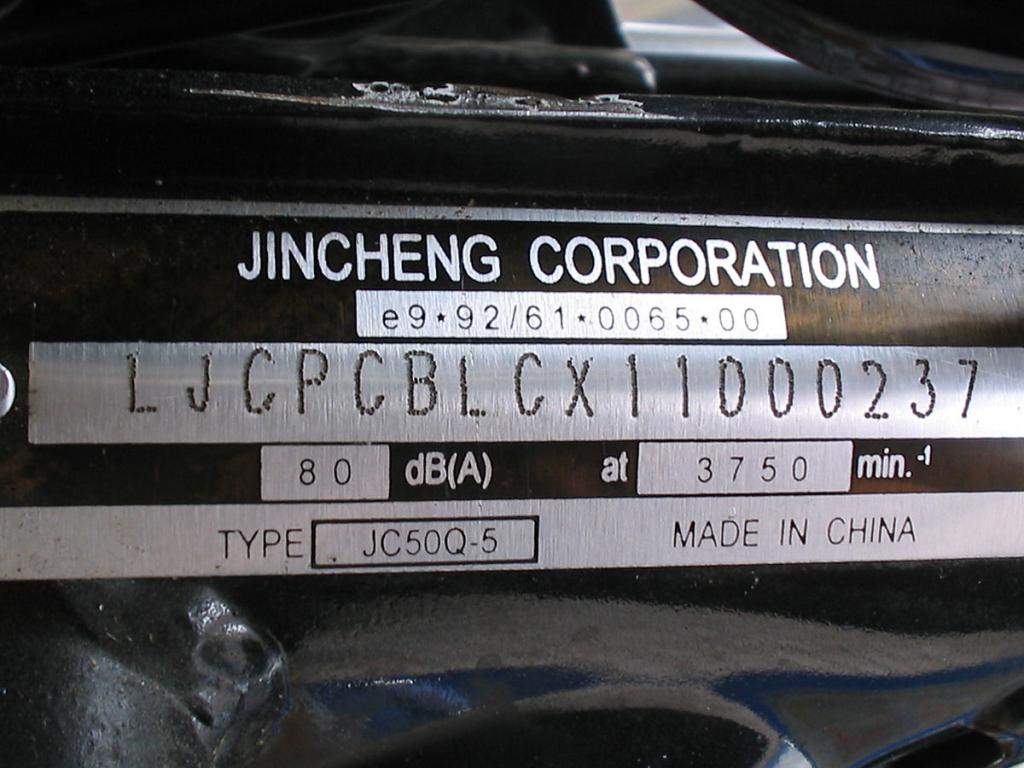 JINCHENG CORPORATION
e9*92/61*0065*00
LJCPCBLCX11000237
80 dB(A) at 3750 min.-1
TYPE JC50Q-5 MADE IN CHINA